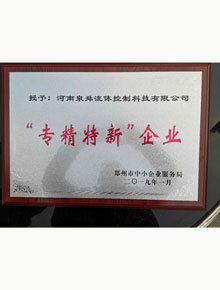 授予：河南泉舜流体控制科技有限公司
“专精特新”企业
郑州市中小企业服务局
二〇一九年一月